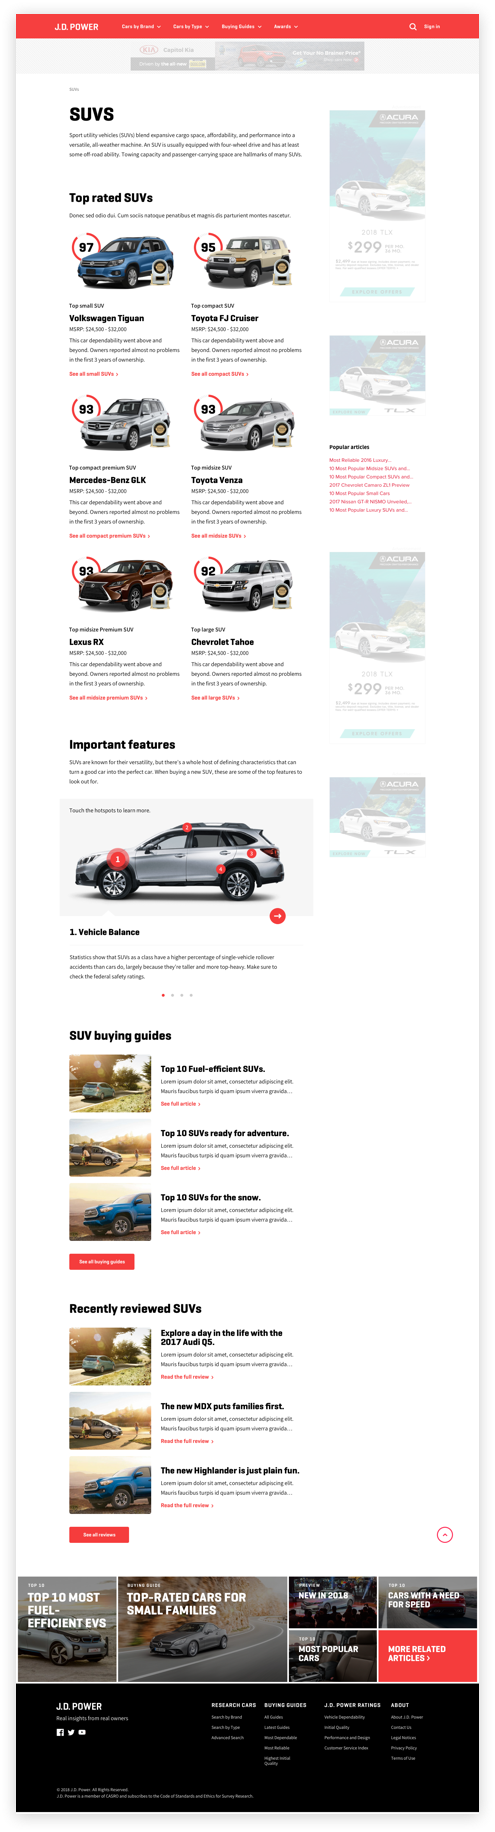 J.D. POWER
Cars by Brand
Cars by Type
Buying Guides
Awards
Sign in
KIA Capitol Kia
Driven by the all new
Get Your No Brainer Price!
SUVs
SUVS
Sport utility vehicles (SUVs) blend expansive cargo space, affordability, and performance into a
versatile, all-weather machine. An SUV is usually equipped with four-wheel drive and has at least
some off-road ability. Towing capacity and passenger-carrying space are hallmarks of many SUVs.
Top rated SUVs
Donec sed odio dui. Cum sociis natoque penatibus et magnis dis parturient montes nascetur.
97
Top small SUV
Volkswagen Tiguan
MSRP: $24,500 - $32,000
This car dependability went above and
beyond. Owners reported almost no problems
in the first 3 years of ownership.
See all small SUVs ›
95
Top compact SUV
Toyota FJ Cruiser
MSRP: $24,500 - $32,000
This car dependability went above and
beyond. Owners reported almost no problems
in the first 3 years of ownership.
See all compact SUVs ›
93
Top compact premium SUV
Mercedes-Benz GLK
MSRP: $24,500 - $32,000
This car dependability went above and
beyond. Owners reported almost no problems
in the first 3 years of ownership.
See all compact premium SUVs ›
93
Top midsize SUV
Toyota Venza
MSRP: $24,500 - $32,000
This car dependability went above and
beyond. Owners reported almost no problems
in the first 3 years of ownership.
See all midsize SUVs ›
93
Top midsize Premium SUV
Lexus RX
MSRP: $24,500 - $32,000
This car dependability went above and
beyond. Owners reported almost no problems
in the first 3 years of ownership.
See all midsize premium SUVs ›
92
Top large SUV
Chevrolet Tahoe
MSRP: $24,500 - $32,000
This car dependability went above and
beyond. Owners reported almost no problems
in the first 3 years of ownership.
See all large SUVs ›
ACURA
2018 TLX
$299 PER MO.
EXPLORE OFFERS
ACURA
TLX
Popular articles
Most Reliable 2016 Luxury...
10 Most Popular Midsize SUVs and...
10 Most Popular Compact SUVs and...
2017 Chevrolet Camaro ZL1 Preview
10 Most Popular Small Cars
2017 Nissan GT-R NISMO Unveiled,...
10 Most Popular Luxury SUVs and...
ACURA
2018 TLX
$299 PER MO.
EXPLORE OFFERS
ACURA
TLX
Important features
SUVs are known for their versatility, but there's a whole host of defining characteristics that can
turn a good car into the perfect car. When buying a new SUV, these are some of the top features to
look out for.
Touch the hotspots to learn more.
1
2
3
4
1. Vehicle Balance
Statistics show that SUVs as a class have a higher percentage of single-vehicle rollover
accidents than cars do, largely because they're taller and more top-heavy. Make sure to
check the federal safety ratings.
SUV buying guides
Top 10 Fuel-efficient SUVs.
Lorem ipsum dolor sit amet, consectetur adipiscing elit.
Mauris faucibus turpis id quam ipsum viverra gravida...
See full article ›
Top 10 SUVs ready for adventure.
Lorem ipsum dolor sit amet, consectetur adipiscing elit.
Mauris faucibus turpis id quam ipsum viverra gravida...
See full article ›
Top 10 SUVs for the snow.
Lorem ipsum dolor sit amet, consectetur adipiscing elit.
Mauris faucibus turpis id quam ipsum viverra gravida...
See full article ›
See all buying guides
Recently reviewed SUVs
Explore a day in the life with the
2017 Audi Q5.
Lorem ipsum dolor sit amet, consectetur adipiscing elit.
Mauris faucibus turpis id quam ipsum viverra gravida...
Read the full review ›
The new MDX puts families first.
Lorem ipsum dolor sit amet, consectetur adipiscing elit.
Mauris faucibus turpis id quam ipsum viverra gravida...
Read the full review ›
The new Highlander is just plain fun.
Lorem ipsum dolor sit amet, consectetur adipiscing elit.
Mauris faucibus turpis id quam ipsum viverra gravida...
Read the full review ›
See all reviews
TOP 10
TOP 10 MOST
FUEL-
EFFICIENT EVS
BUYING GUIDE
TOP-RATED CARS FOR
SMALL FAMILIES
PREVIEW
NEW IN 2018
TOP 10
CARS WITH A NEED
FOR SPEED
TOP 10
MOST POPULAR
CARS
MORE RELATED
ARTICLES ›
J.D. POWER
Real insights from real owners
RESEARCH CARS
Search by Brand
Search by Type
Advanced Search
BUYING GUIDES
All Guides
Latest Guides
Most Dependable
Most Reliable
Highest Initial
Quality
J.D. POWER RATINGS
Vehicle Dependability
Initial Quality
Performance and Design
Customer Service Index
ABOUT
About J.D. Power
Contact Us
Legal Notices
Privacy Policy
Terms of Use
© 2018 J.D. Power. All Rights Reserved.
J.D. Power is a member of CASRO and subscribes to the Code of Standards and Ethics for Survey Research.